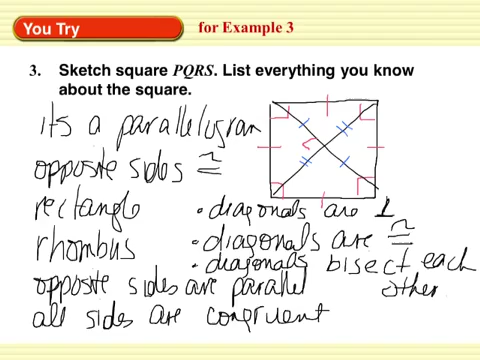 You Try
for Example 3
3. Sketch square PQRS. List everything you know
about the square.
its a parallelogram
opposite sides ≅
rectangle
• diagonals are ⊥
rhombus
• diagonals are ≅
• diagonals bisect each
other
opposite sides are parallel
all sides are congruent